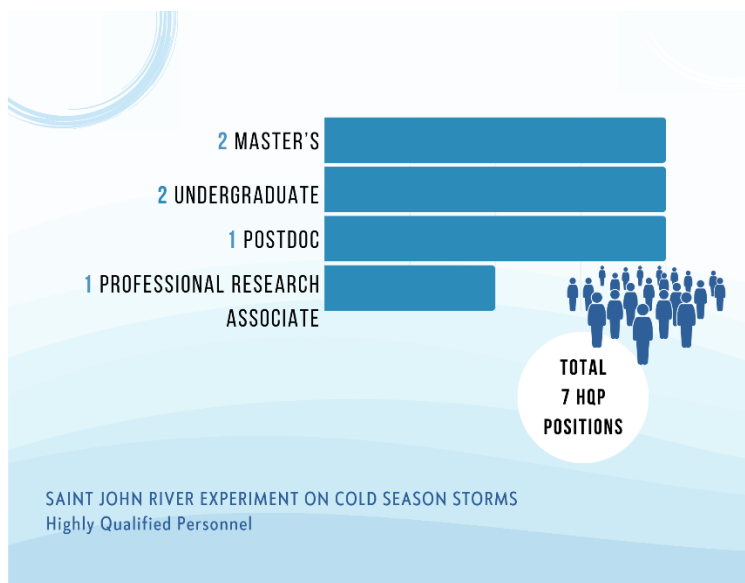 2 MASTER'S
2 UNDERGRADUATE
1 POSTDOC
1 PROFESSIONAL RESEARCH
ASSOCIATE
TOTAL
7 HQP
POSITIONS
SAINT JOHN RIVER EXPERIMENT ON COLD SEASON STORMS
Highly Qualified Personnel